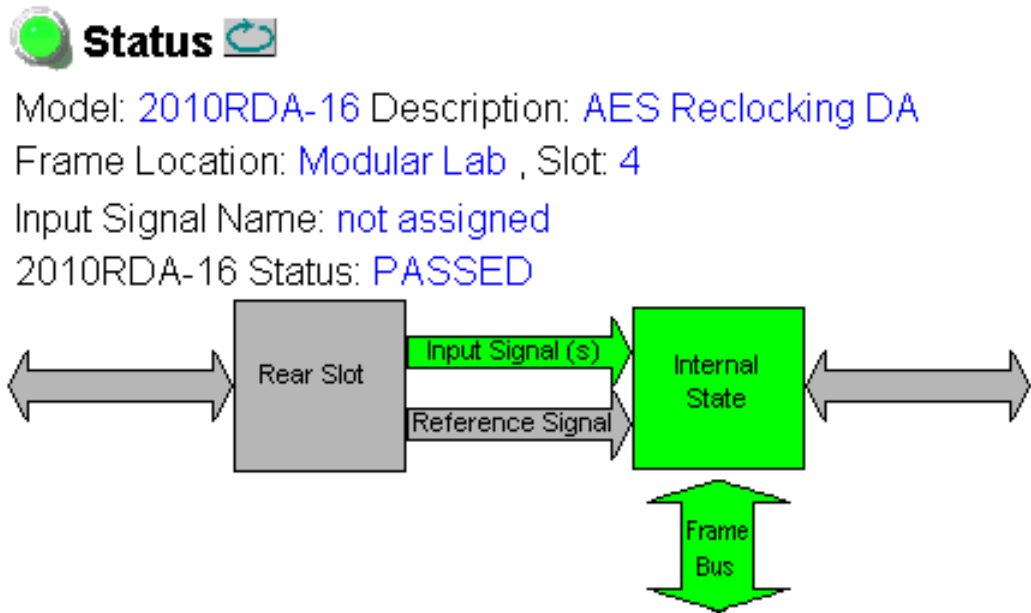 Status
Model: 2010RDA-16 Description: AES Reclocking DA
Frame Location: Modular Lab , Slot: 4
Input Signal Name: not assigned
2010RDA-16 Status: PASSED
Rear Slot
Input Signal (s)
Reference Signal
Internal
State
Frame
Bus